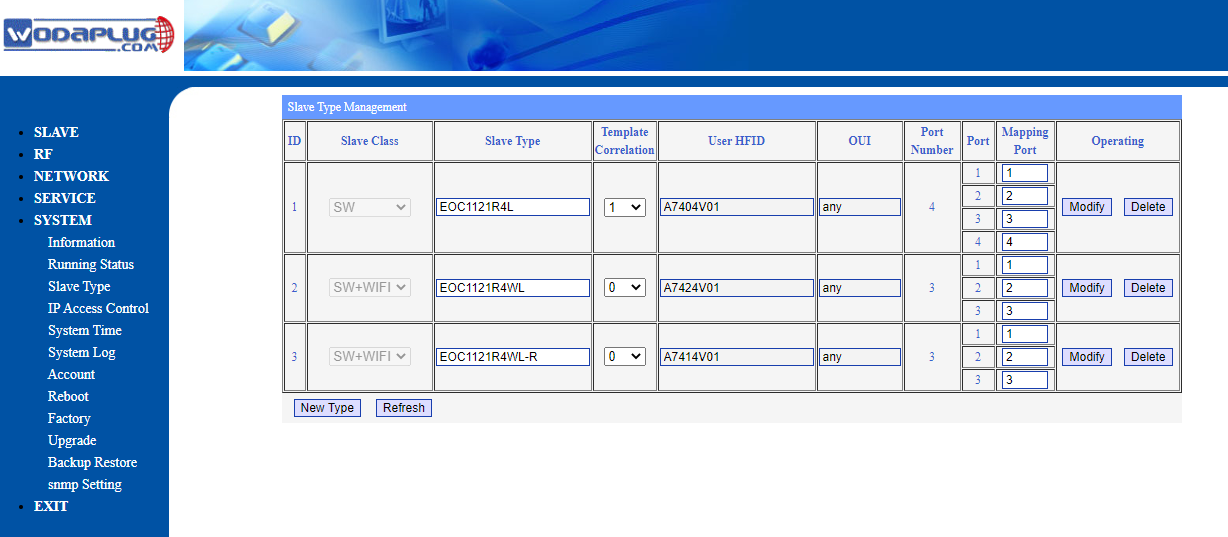 WODAPLUG
.COM
SLAVE
RF
NETWORK
SERVICE
SYSTEM
Information
Running Status
Slave Type
IP Access Control
System Time
System Log
Account
Reboot
Factory
Upgrade
Backup Restore
snmp Setting
EXIT
Slave Type Management
ID Slave Class Slave Type Template Correlation User HFID OUI Port Number Port Mapping Port Operating
1 SW EOC1121R4L 1 A7404V01 any 4 Modify Delete
1 1
2 2
3 3
4 4
2 SW+WIFI EOC1121R4WL 0 A7424V01 any 3 Modify Delete
1 1
2 2
3 3
3 SW+WIFI EOC1121R4WL-R 0 A7414V01 any 3 Modify Delete
1 1
2 2
3 3
New Type Refresh